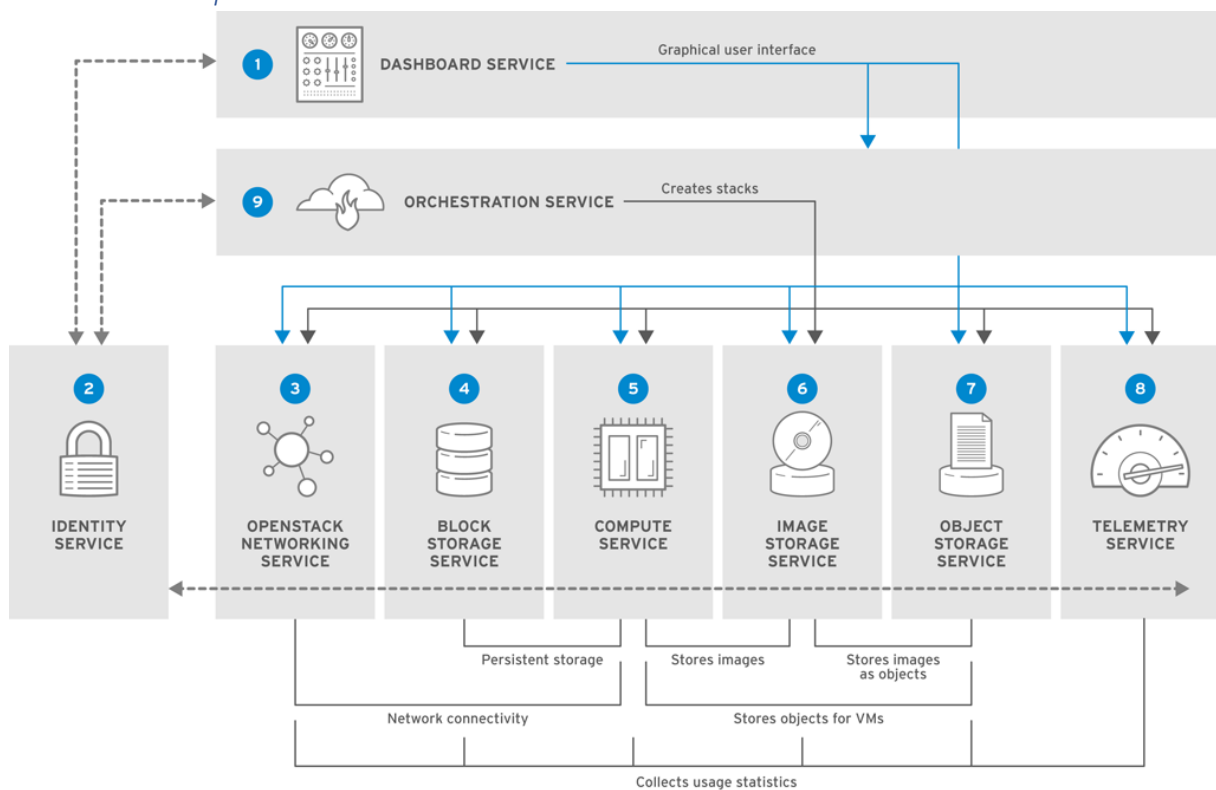 Graphical user interface
1
DASHBOARD SERVICE
Creates stacks
9
ORCHESTRATION SERVICE
2
3
4
5
6
7
8
IDENTITY
SERVICE
OPENSTACK
NETWORKING
SERVICE
BLOCK
STORAGE
SERVICE
COMPUTE
SERVICE
IMAGE
STORAGE
SERVICE
OBJECT
STORAGE
SERVICE
TELEMETRY
SERVICE
Persistent storage
Stores images
Stores images
as objects
Network connectivity
Stores objects for VMs
Collects usage statistics